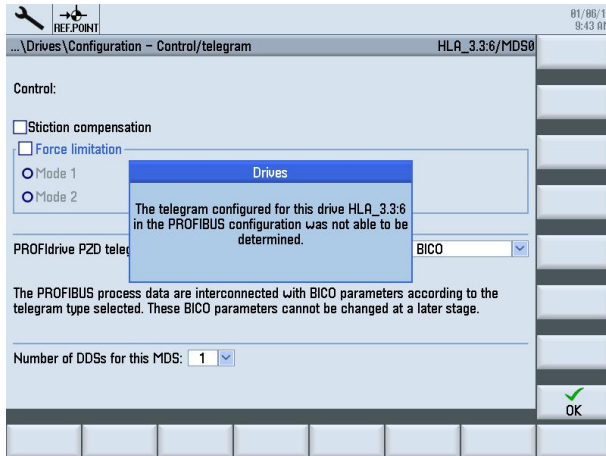 REF.POINT
01/06/1
9:43 AM
...\Drives\Configuration - Control/telegram
HLA_3.3:6/MDS0
Control:
Stiction compensation
Force limitation
Mode 1
Mode 2
Drives
The telegram configured for this drive HLA_3.3:6
in the PROFIBUS configuration was not able to be
determined.
PROFIdrive PZD teleg
BICO
The PROFIBUS process data are interconnected with BICO parameters according to the
telegram type selected. These BICO parameters cannot be changed at a later stage.
Number of DDSs for this MDS: 1
OK